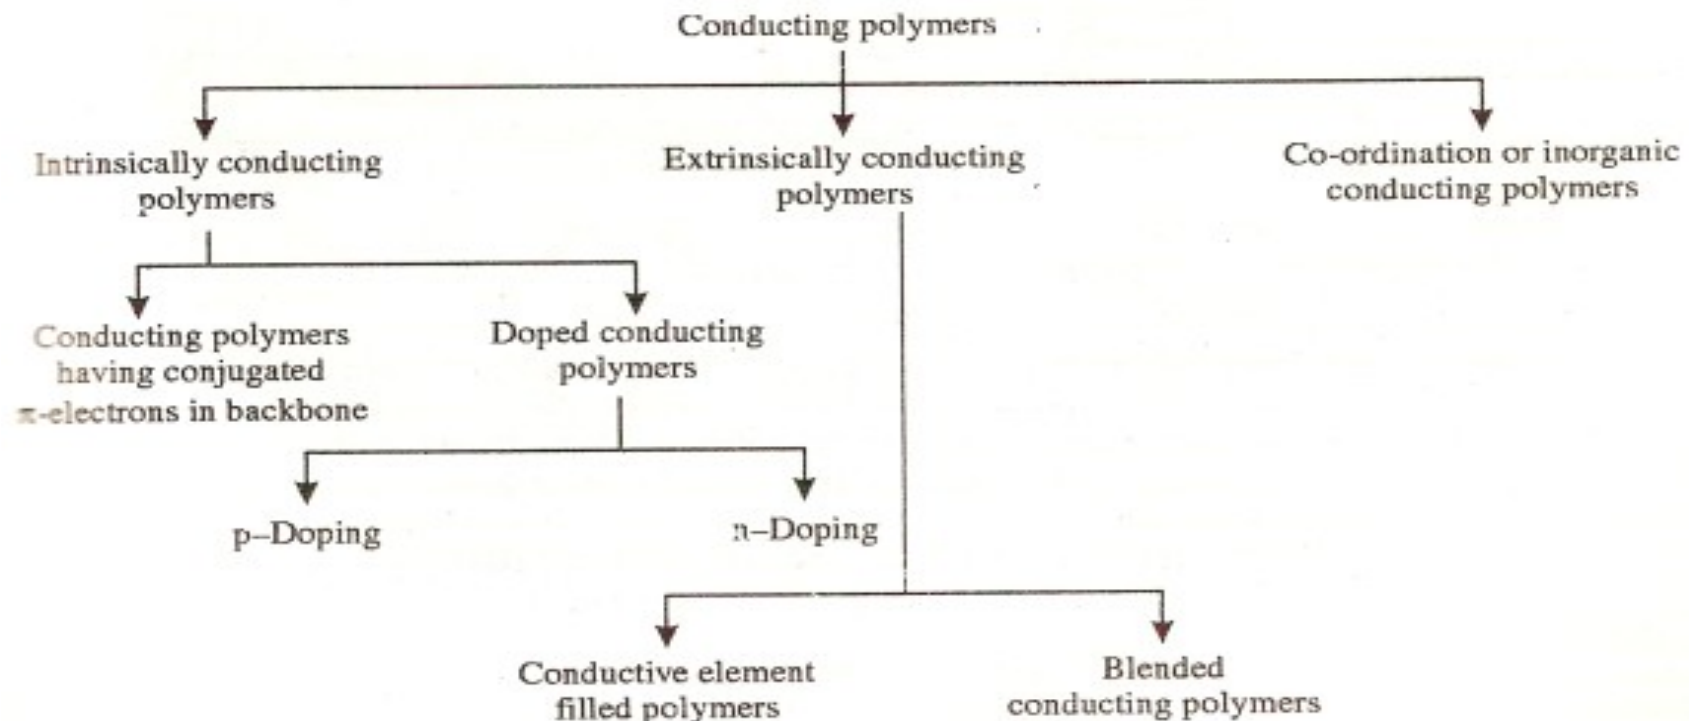 Conducting polymers
Intrinsically conducting
polymers
Extrinsically conducting
polymers
Co-ordination or inorganic
conducting polymers
Conducting polymers
having conjugated
π-electrons in backbone
Doped conducting
polymers
p–Doping
n–Doping
Conductive element
filled polymers
Blended
conducting polymers